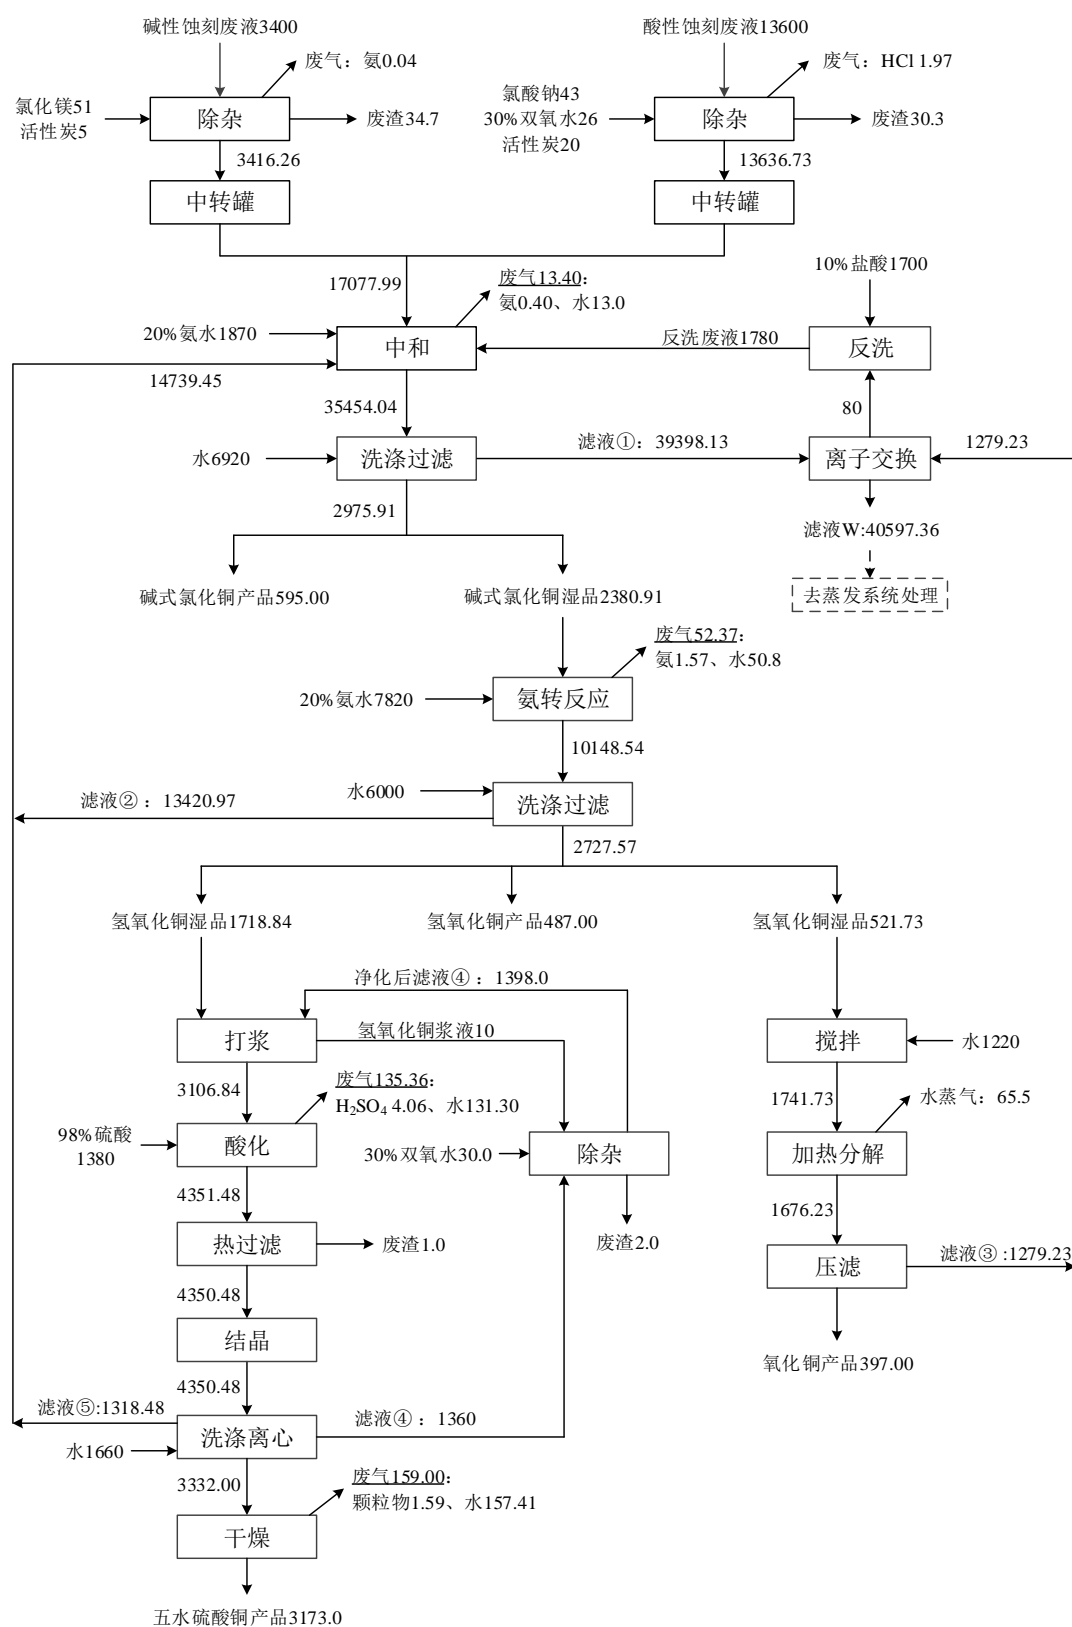 碱性蚀刻废液3400
酸性蚀刻废液13600
废气：氨0.04
废气：HCl 1.97
氯化镁51
活性炭5
除杂
废渣34.7
氯酸钠43
30%双氧水26
活性炭20
除杂
废渣30.3
3416.26
13636.73
中转罐
中转罐
17077.99
废气13.40：
氨0.40、水13.0
10%盐酸1700
20%氨水1870
中和
反洗废液1780
反洗
14739.45
35454.04
80
水6920
洗涤过滤
滤液①：39398.13
离子交换
1279.23
2975.91
滤液W:40597.36
碱式氯化铜产品595.00
碱式氯化铜湿品2380.91
去蒸发系统处理
废气52.37：
氨1.57、水50.8
20%氨水7820
氨转反应
10148.54
水6000
洗涤过滤
滤液②：13420.97
2727.57
氢氧化铜湿品1718.84
氢氧化铜产品487.00
氢氧化铜湿品521.73
净化后滤液④：1398.0
打浆
氢氧化铜浆液10
搅拌
水1220
3106.84
废气135.36：
H₂SO₄ 4.06、水131.30
1741.73
水蒸气：65.5
98%硫酸
1380
酸化
30%双氧水30.0
除杂
加热分解
4351.48
1676.23
热过滤
废渣1.0
废渣2.0
压滤
滤液③:1279.23
4350.48
结晶
氧化铜产品397.00
4350.48
滤液⑤:1318.48
滤液④：1360
洗涤离心
水1660
3332.00
废气159.00：
颗粒物1.59、水157.41
干燥
五水硫酸铜产品3173.0